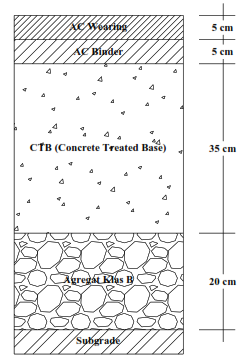 AC Wearing 5 cm
AC Binder 5 cm
CTB (Concrete Treated Base) 35 cm
Agregat Klas B 20 cm
Subgrade